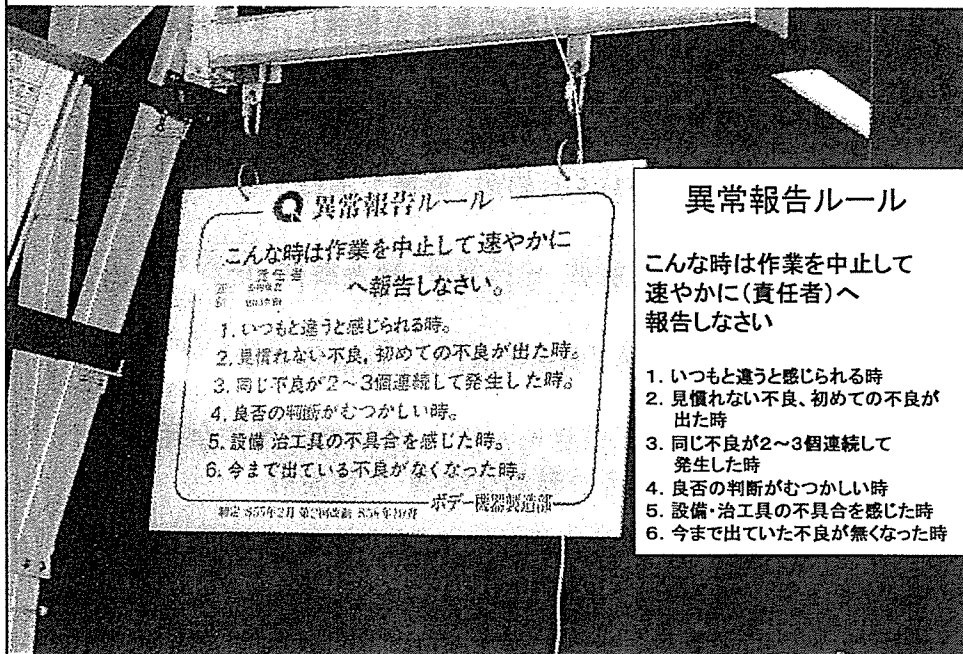 Q 異常報告ルール
こんな時は作業を中止して速やかに
責任者
へ報告しなさい。
1. いつもと違うと感じられる時。
2. 見慣れない不良,初めての不良が出た時。
3. 同じ不良が2~3個連続して発生した時。
4. 良否の判断がむつかしい時。
5. 設備 治工具の不具合を感じた時。
6. 今まで出ている不良がなくなった時。
ボデー機器製造部
異常報告ルール
こんな時は作業を中止して
速やかに(責任者)へ
報告しなさい
1. いつもと違うと感じられる時
2. 見慣れない不良、初めての不良が
出た時
3. 同じ不良が2~3個連続して
発生した時
4. 良否の判断がむつかしい時
5. 設備・治工具の不具合を感じた時
6. 今まで出ていた不良が無くなった時